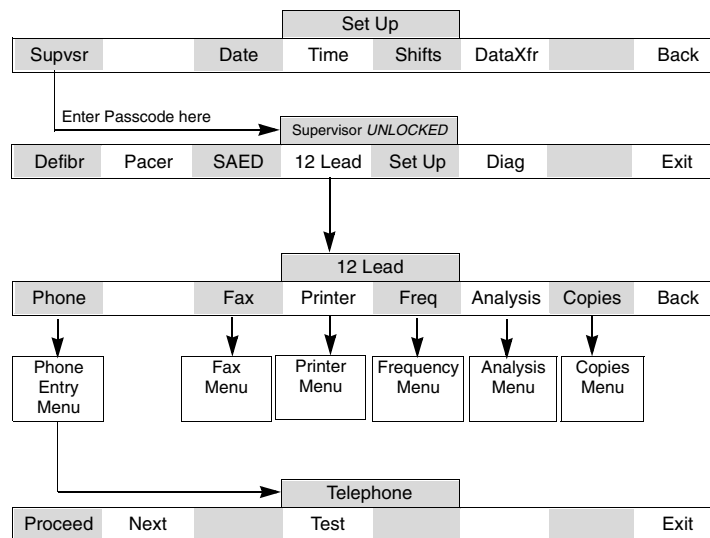 Set Up
Supvsr Date Time Shifts DataXfr Back
Enter Passcode here
Supervisor UNLOCKED
Defibr Pacer SAED 12 Lead Set Up Diag Exit
12 Lead
Phone Fax Printer Freq Analysis Copies Back
Phone Entry Menu
Fax Menu
Printer Menu
Frequency Menu
Analysis Menu
Copies Menu
Telephone
Proceed Next Test Exit